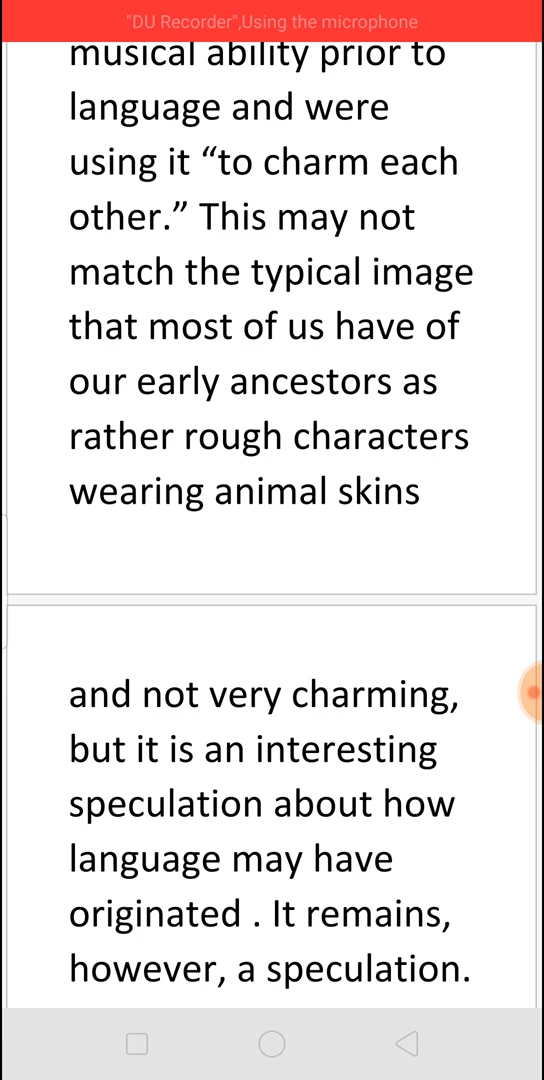 "DU Recorder",Using the microphone
musical ability prior to
language and were
using it “to charm each
other.” This may not
match the typical image
that most of us have of
our early ancestors as
rather rough characters
wearing animal skins
and not very charming,
but it is an interesting
speculation about how
language may have
originated . It remains,
however, a speculation.